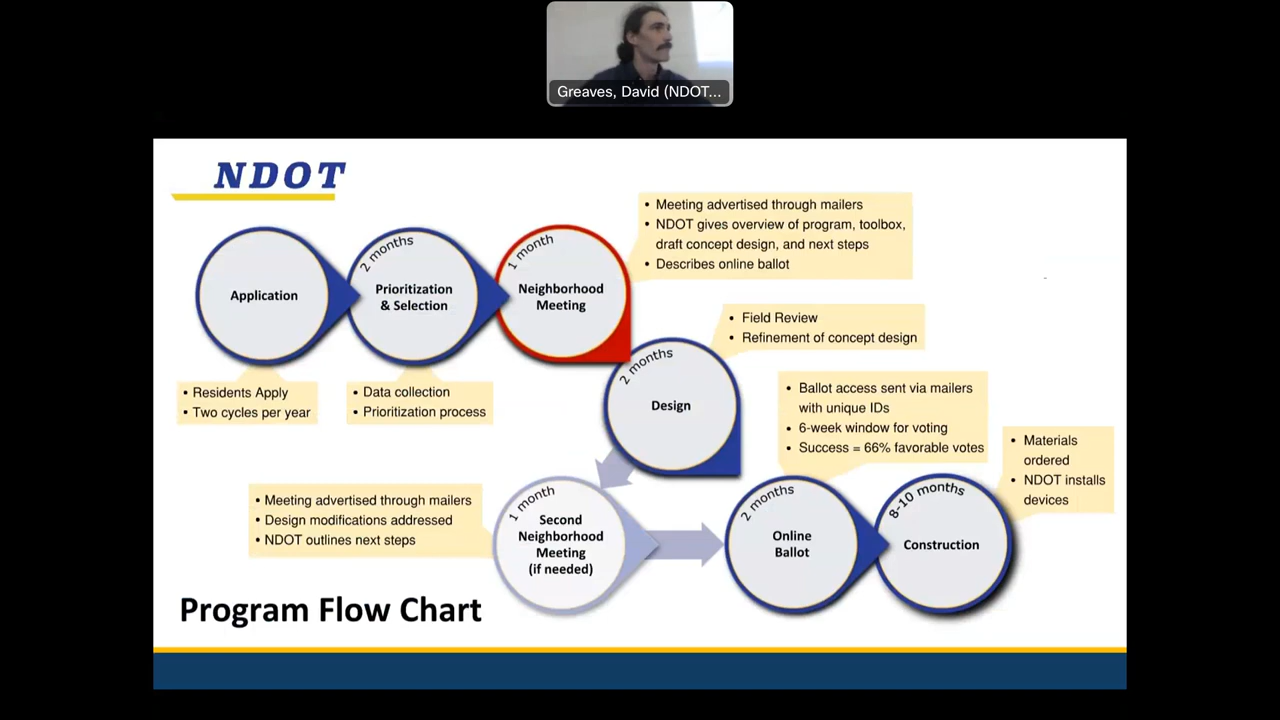 Greaves, David (NDOT...
NDOT
Application
2 months
Prioritization
& Selection
1 month
Neighborhood
Meeting
• Meeting advertised through mailers
• NDOT gives overview of program, toolbox,
draft concept design, and next steps
• Describes online ballot
• Residents Apply
• Two cycles per year
• Data collection
• Prioritization process
2 months
Design
• Field Review
• Refinement of concept design
1 month
Second
Neighborhood
Meeting
(if needed)
• Meeting advertised through mailers
• Design modifications addressed
• NDOT outlines next steps
2 months
Online
Ballot
• Ballot access sent via mailers
with unique IDs
• 6-week window for voting
• Success = 66% favorable votes
8-10 months
Construction
• Materials
ordered
• NDOT installs
devices
Program Flow Chart